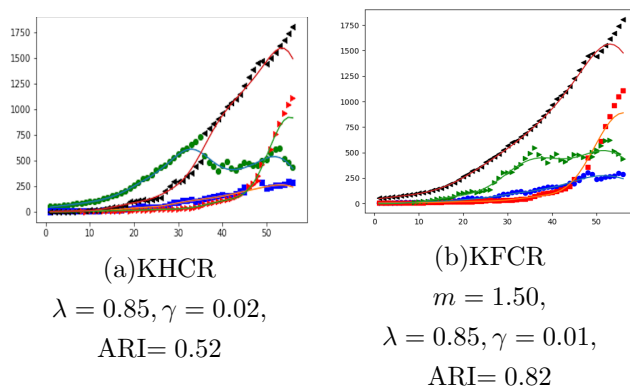 1750
1500
1250
1000
750
500
250
0
0 10 20 30 40 50
(a)KHCR
λ = 0.85, γ = 0.02,
ARI= 0.52
1750
1500
1250
1000
750
500
250
0
0 10 20 30 40 50
(b)KFCR
m = 1.50,
λ = 0.85, γ = 0.01,
ARI= 0.82